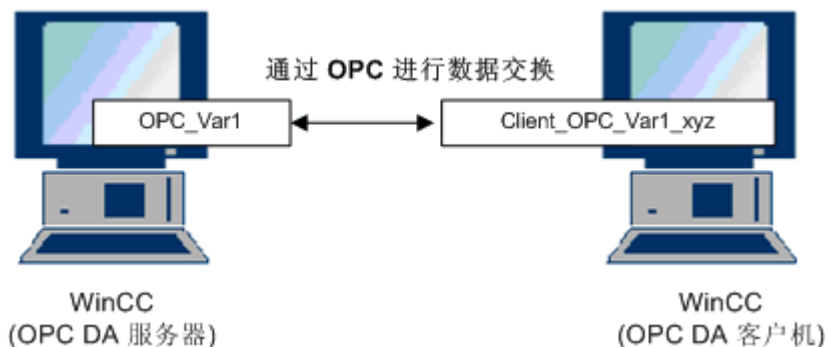 通过 OPC 进行数据交换
OPC_Var1
Client_OPC_Var1_xyz
WinCC
(OPC DA 服务器)
WinCC
(OPC DA 客户机)